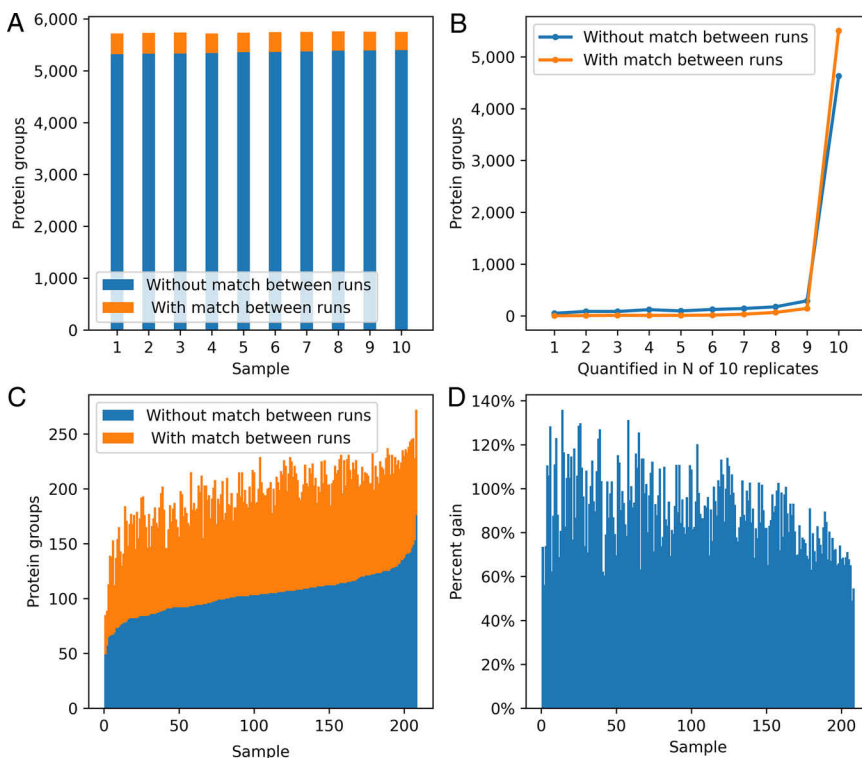 A
6,000
5,000
4,000
3,000
2,000
1,000
0
Protein groups
Without match between runs
With match between runs
1 2 3 4 5 6 7 8 9 10
Sample
B
5,000
4,000
3,000
2,000
1,000
0
Protein groups
Without match between runs
With match between runs
1 2 3 4 5 6 7 8 9 10
Quantified in N of 10 replicates
C
250
200
150
100
50
0
Protein groups
Without match between runs
With match between runs
0 50 100 150 200
Sample
D
140%
120%
100%
80%
60%
40%
20%
0%
Percent gain
0 50 100 150 200
Sample